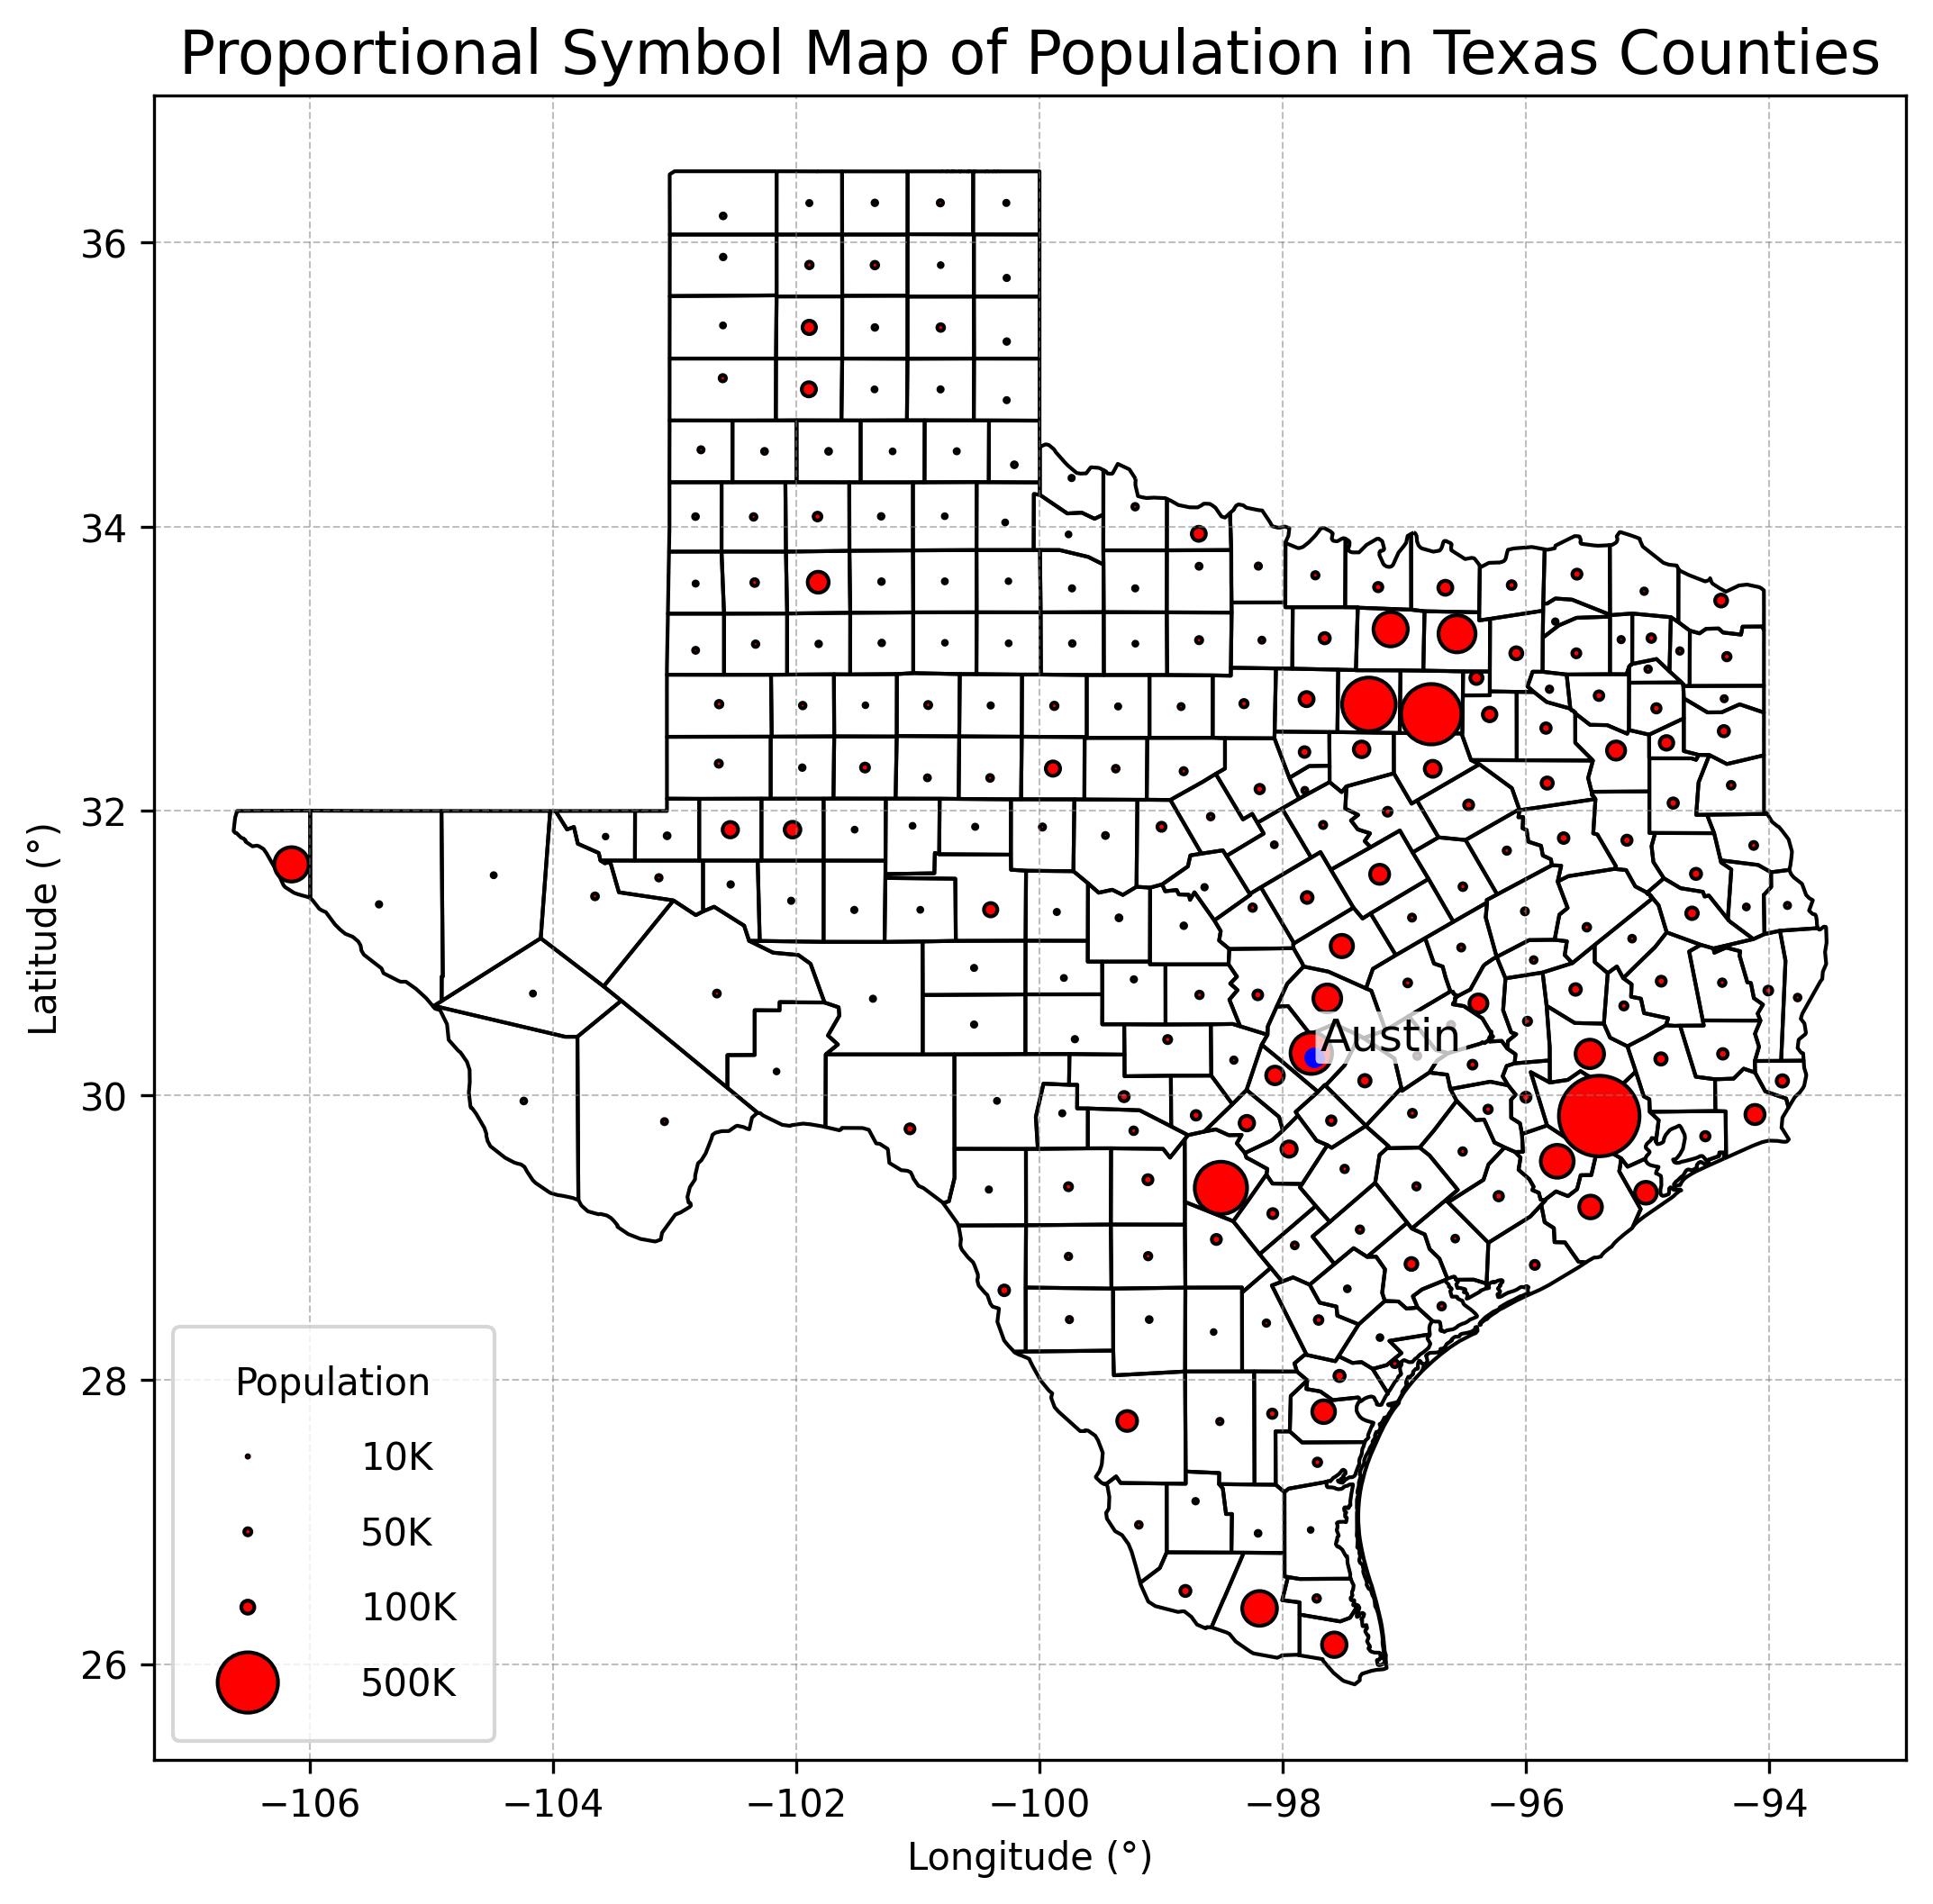 Proportional Symbol Map of Population in Texas Counties
Latitude (°)
36
34
32
30
28
26
Austin
Population
10K
50K
100K
500K
−106
−104
−102
−100
−98
−96
−94
Longitude (°)